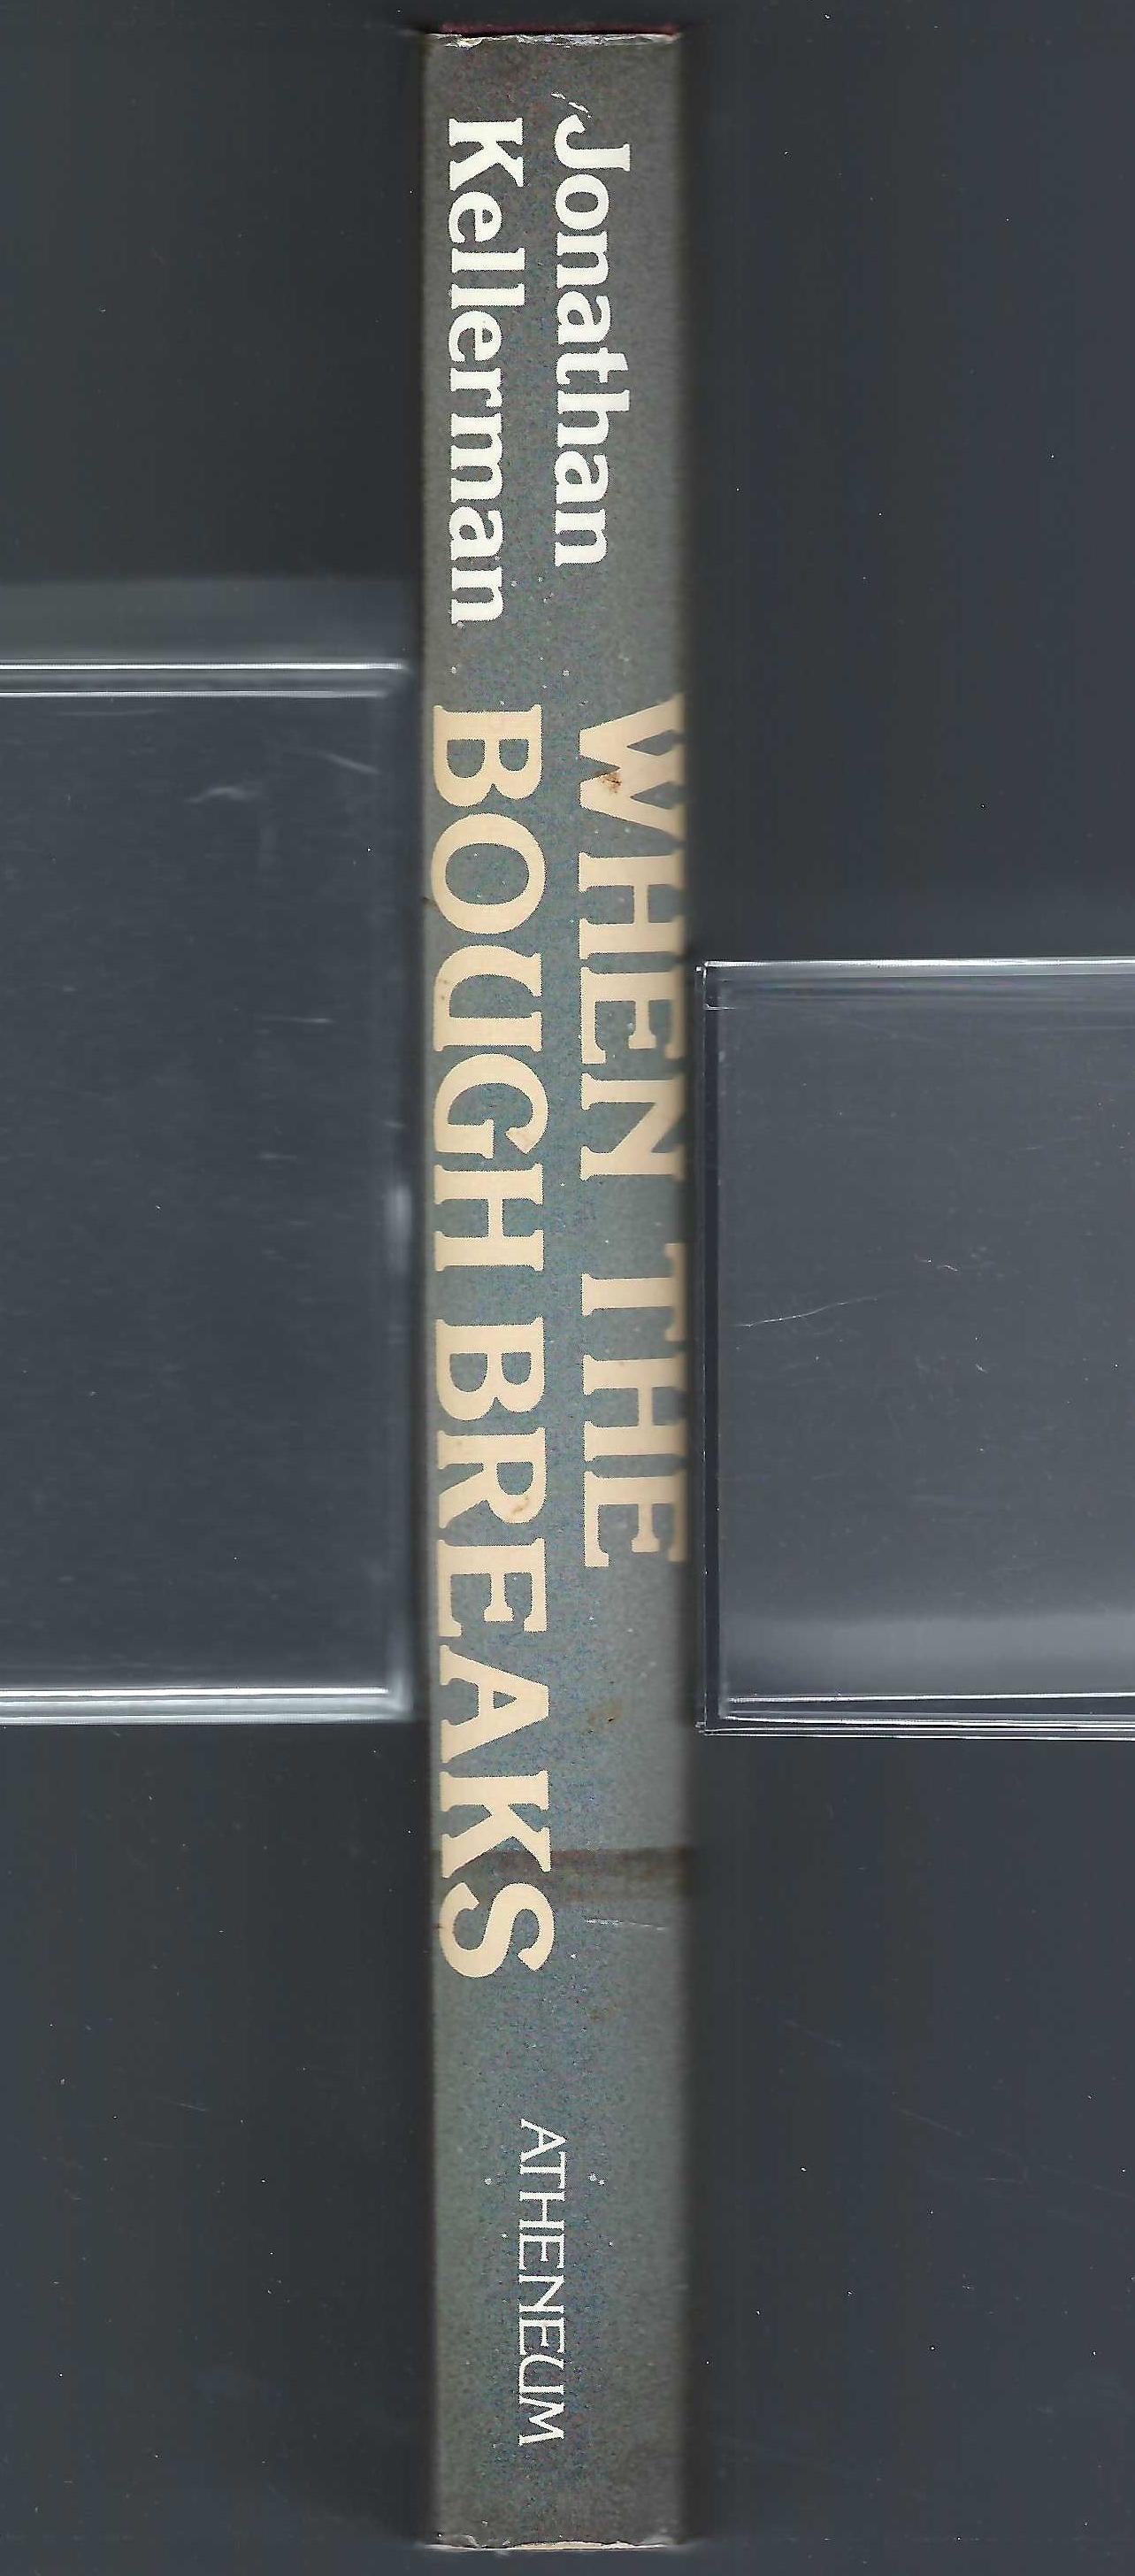 Jonathan
Kellerman
WHEN THE
BOUGH BREAKS
ATHENEUM